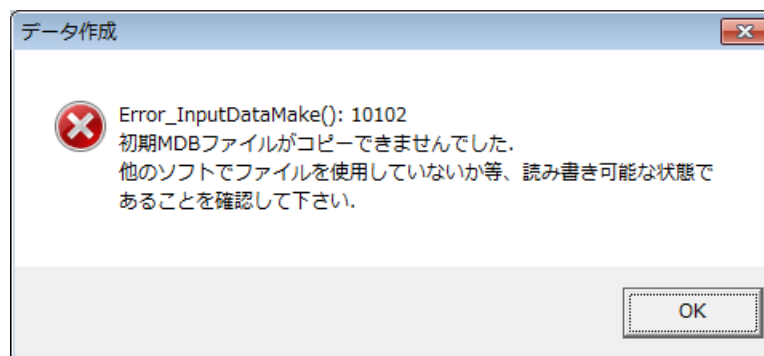 データ作成
Error_InputDataMake(): 10102
初期MDBファイルがコピーできませんでした.
他のソフトでファイルを使用していないか等、読み書き可能な状態で
あることを確認して下さい.
OK